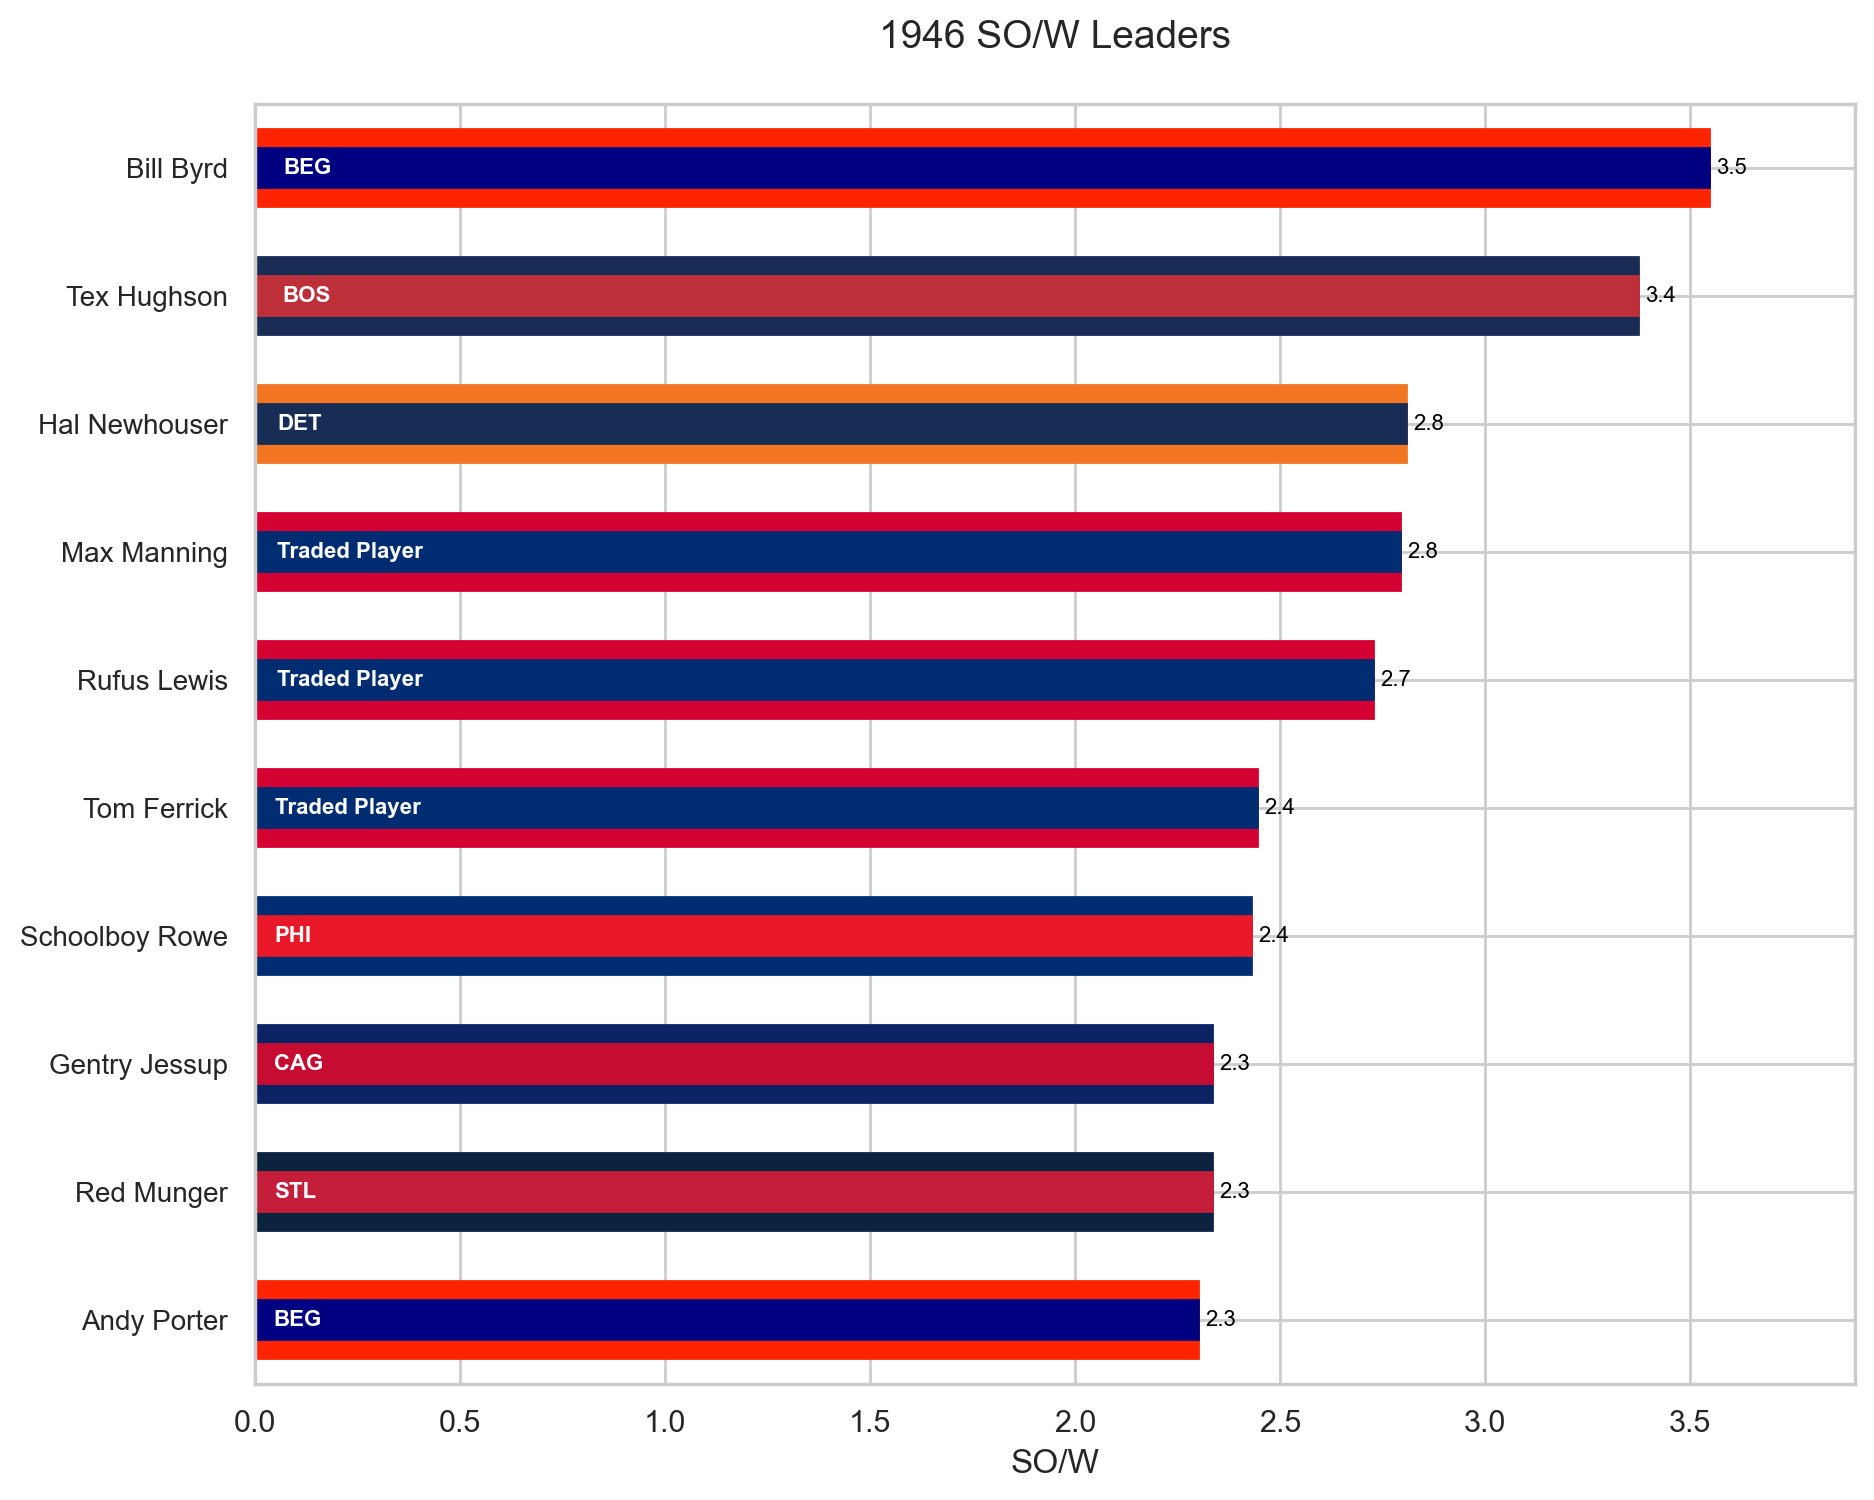 1946 SO/W Leaders
Bill Byrd BEG 3.5
Tex Hughson BOS 3.4
Hal Newhouser DET 2.8
Max Manning Traded Player 2.8
Rufus Lewis Traded Player 2.7
Tom Ferrick Traded Player 2.4
Schoolboy Rowe PHI 2.4
Gentry Jessup CAG 2.3
Red Munger STL 2.3
Andy Porter BEG 2.3
0.0 0.5 1.0 1.5 2.0 2.5 3.0 3.5
SO/W